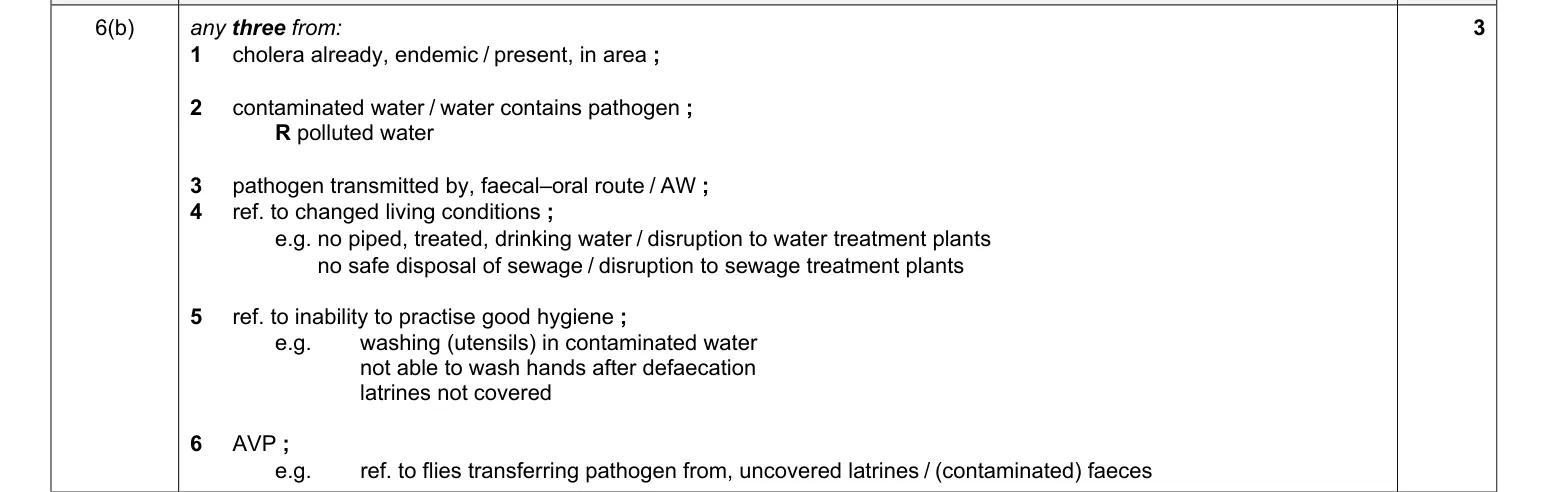 6(b) any three from: 3
1 cholera already, endemic / present, in area ;
2 contaminated water / water contains pathogen ;
R polluted water
3 pathogen transmitted by, faecal–oral route / AW ;
4 ref. to changed living conditions ;
e.g. no piped, treated, drinking water / disruption to water treatment plants
no safe disposal of sewage / disruption to sewage treatment plants
5 ref. to inability to practise good hygiene ;
e.g. washing (utensils) in contaminated water
not able to wash hands after defaecation
latrines not covered
6 AVP ;
e.g. ref. to flies transferring pathogen from, uncovered latrines / (contaminated) faeces